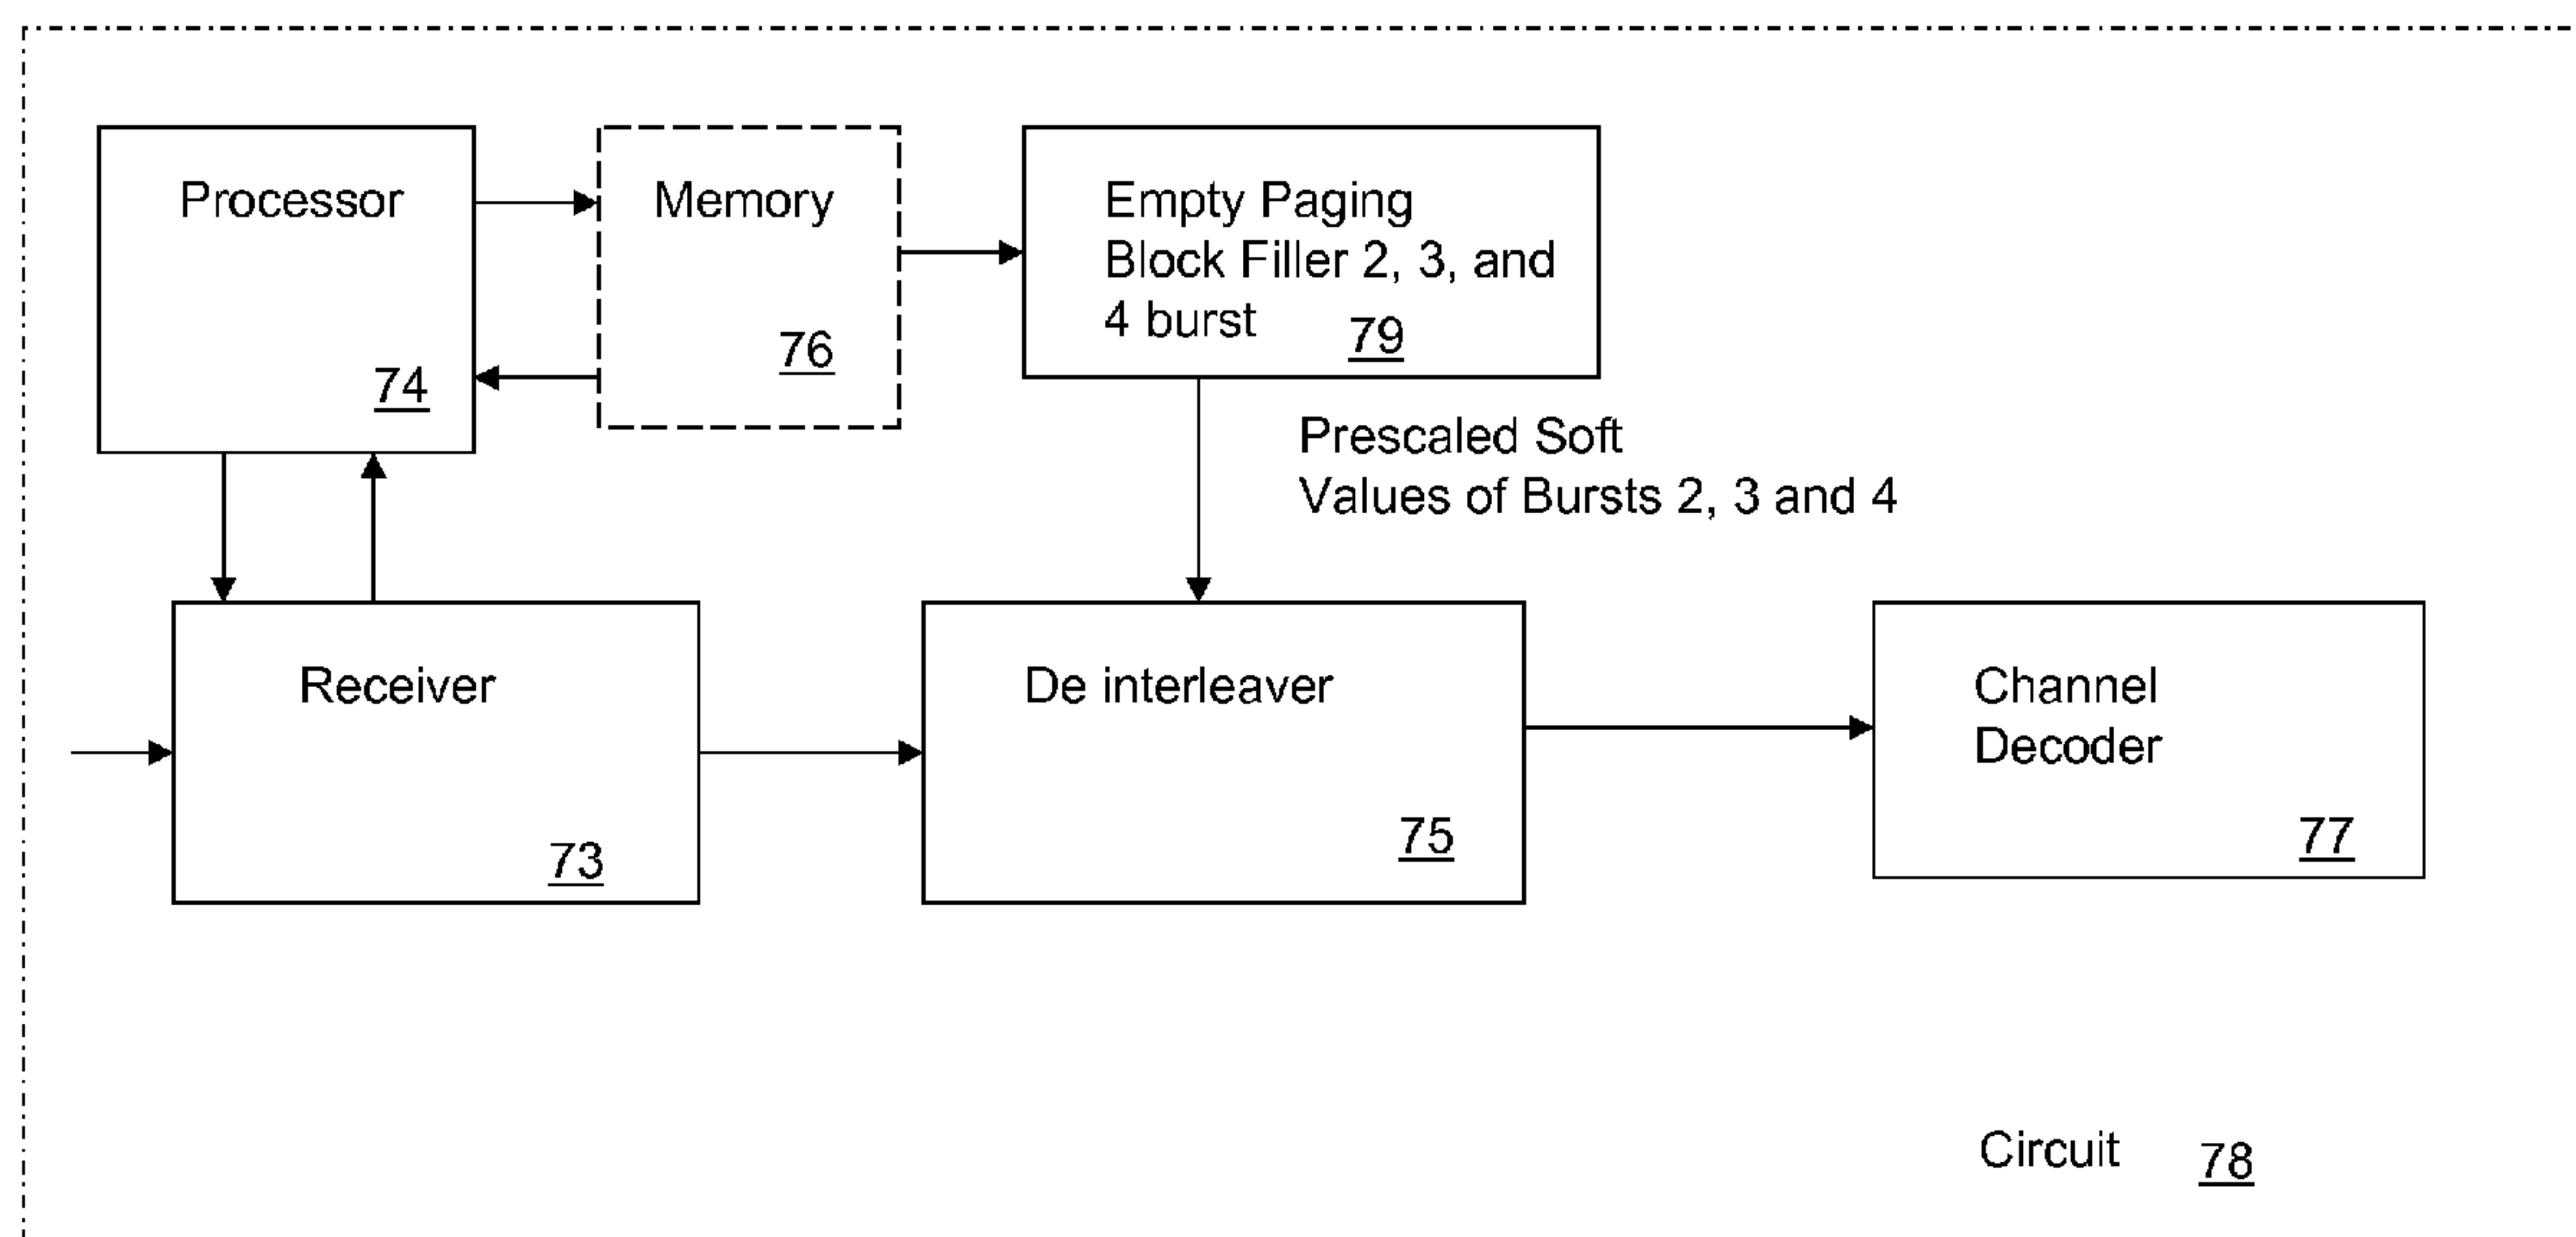 Processor
74
Memory
76
Empty Paging
Block Filler 2, 3, and
4 burst
79
Prescaled Soft
Values of Bursts 2, 3 and 4
Receiver
73
De interleaver
75
Channel
Decoder
77
Circuit 78